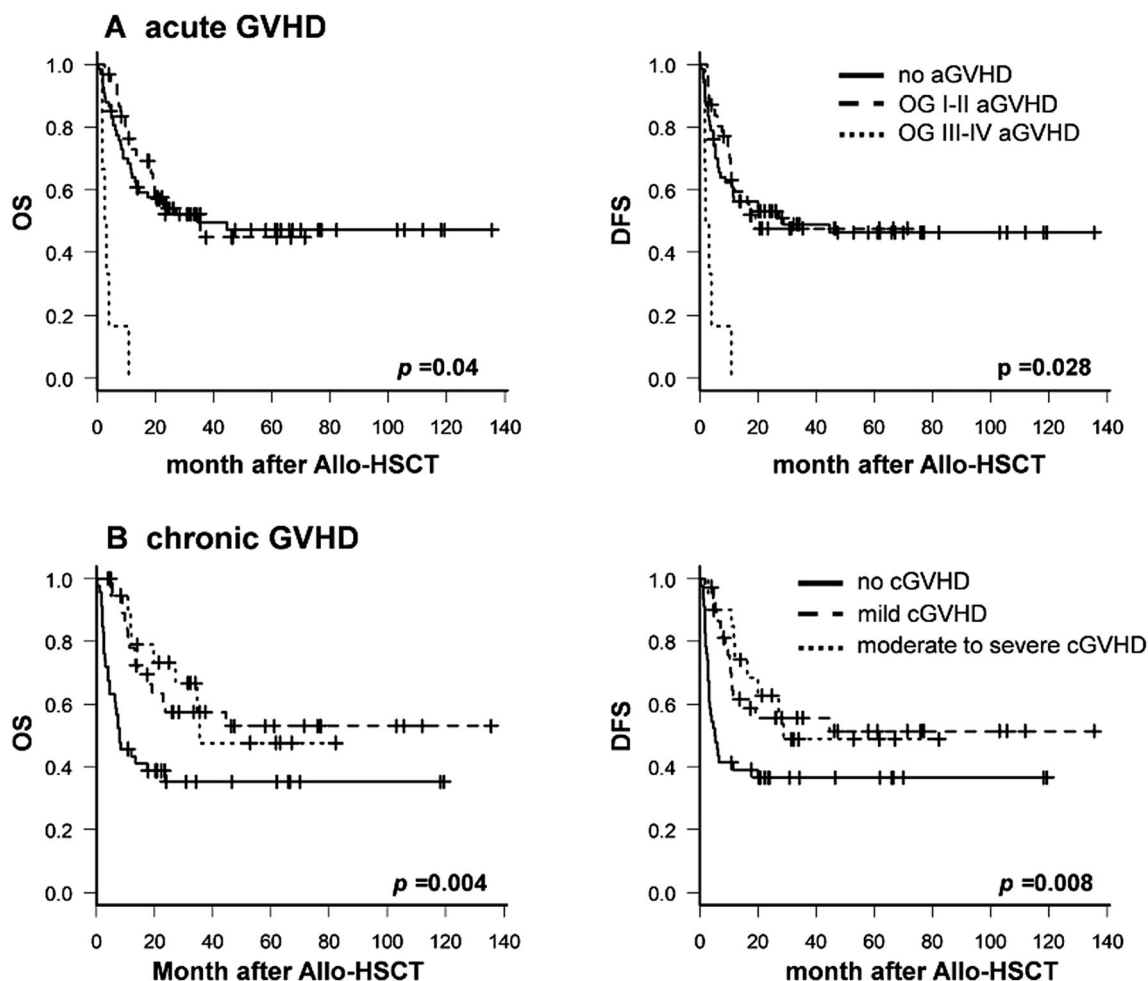 A acute GVHD
OS
1.0
0.8
0.6
0.4
0.2
0.0
p =0.04
0 20 40 60 80 100 120 140
month after Allo-HSCT
DFS
1.0
0.8
0.6
0.4
0.2
0.0
no aGVHD
OG I-II aGVHD
OG III-IV aGVHD
p =0.028
0 20 40 60 80 100 120 140
month after Allo-HSCT
B chronic GVHD
OS
1.0
0.8
0.6
0.4
0.2
0.0
p =0.004
0 20 40 60 80 100 120 140
Month after Allo-HSCT
DFS
1.0
0.8
0.6
0.4
0.2
0.0
no cGVHD
mild cGVHD
moderate to severe cGVHD
p =0.008
0 20 40 60 80 100 120 140
month after Allo-HSCT